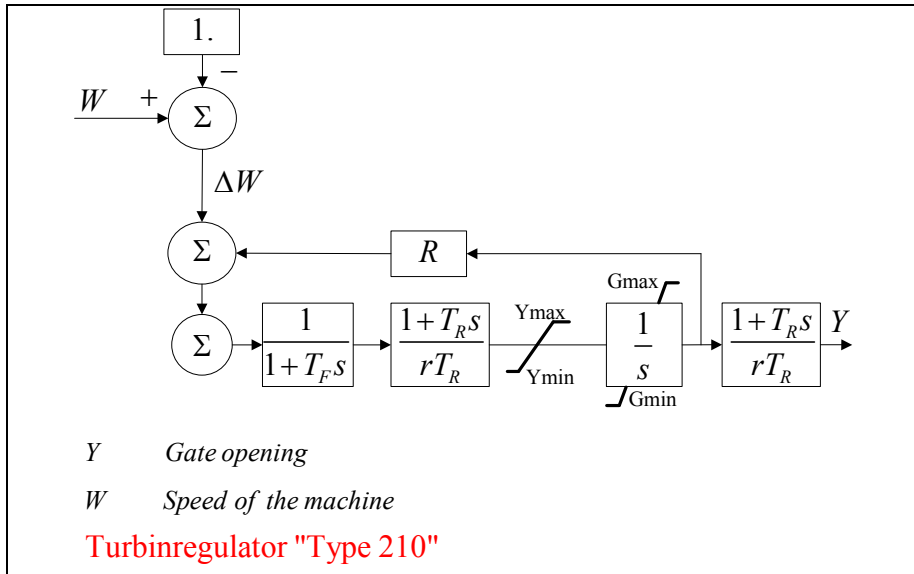 1.
−
W +
Σ
ΔW
Σ
R
Gmax
Σ
1
1+T_F s
1+T_R s
rT_R
Ymax
Ymin
1
s
Gmin
1+T_R s
rT_R
Y
Y Gate opening
W Speed of the machine
Turbinregulator "Type 210"